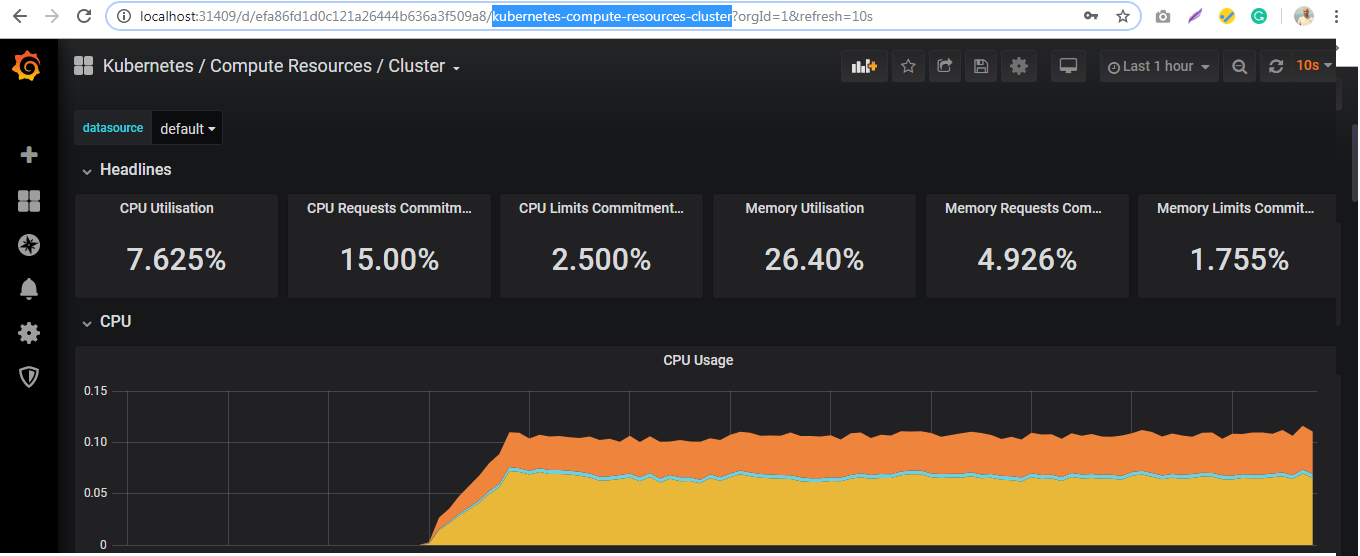 localhost:31409/d/efa86fd1d0c121a26444b636a3f509a8/kubernetes-compute-resources-cluster?orgId=1&refresh=10s
Kubernetes / Compute Resources / Cluster
Last 1 hour
10s
datasource default
Headlines
CPU Utilisation
CPU Requests Commitm...
CPU Limits Commitment...
Memory Utilisation
Memory Requests Com...
Memory Limits Commit...
7.625%
15.00%
2.500%
26.40%
4.926%
1.755%
CPU
CPU Usage
0.15
0.10
0.05
0